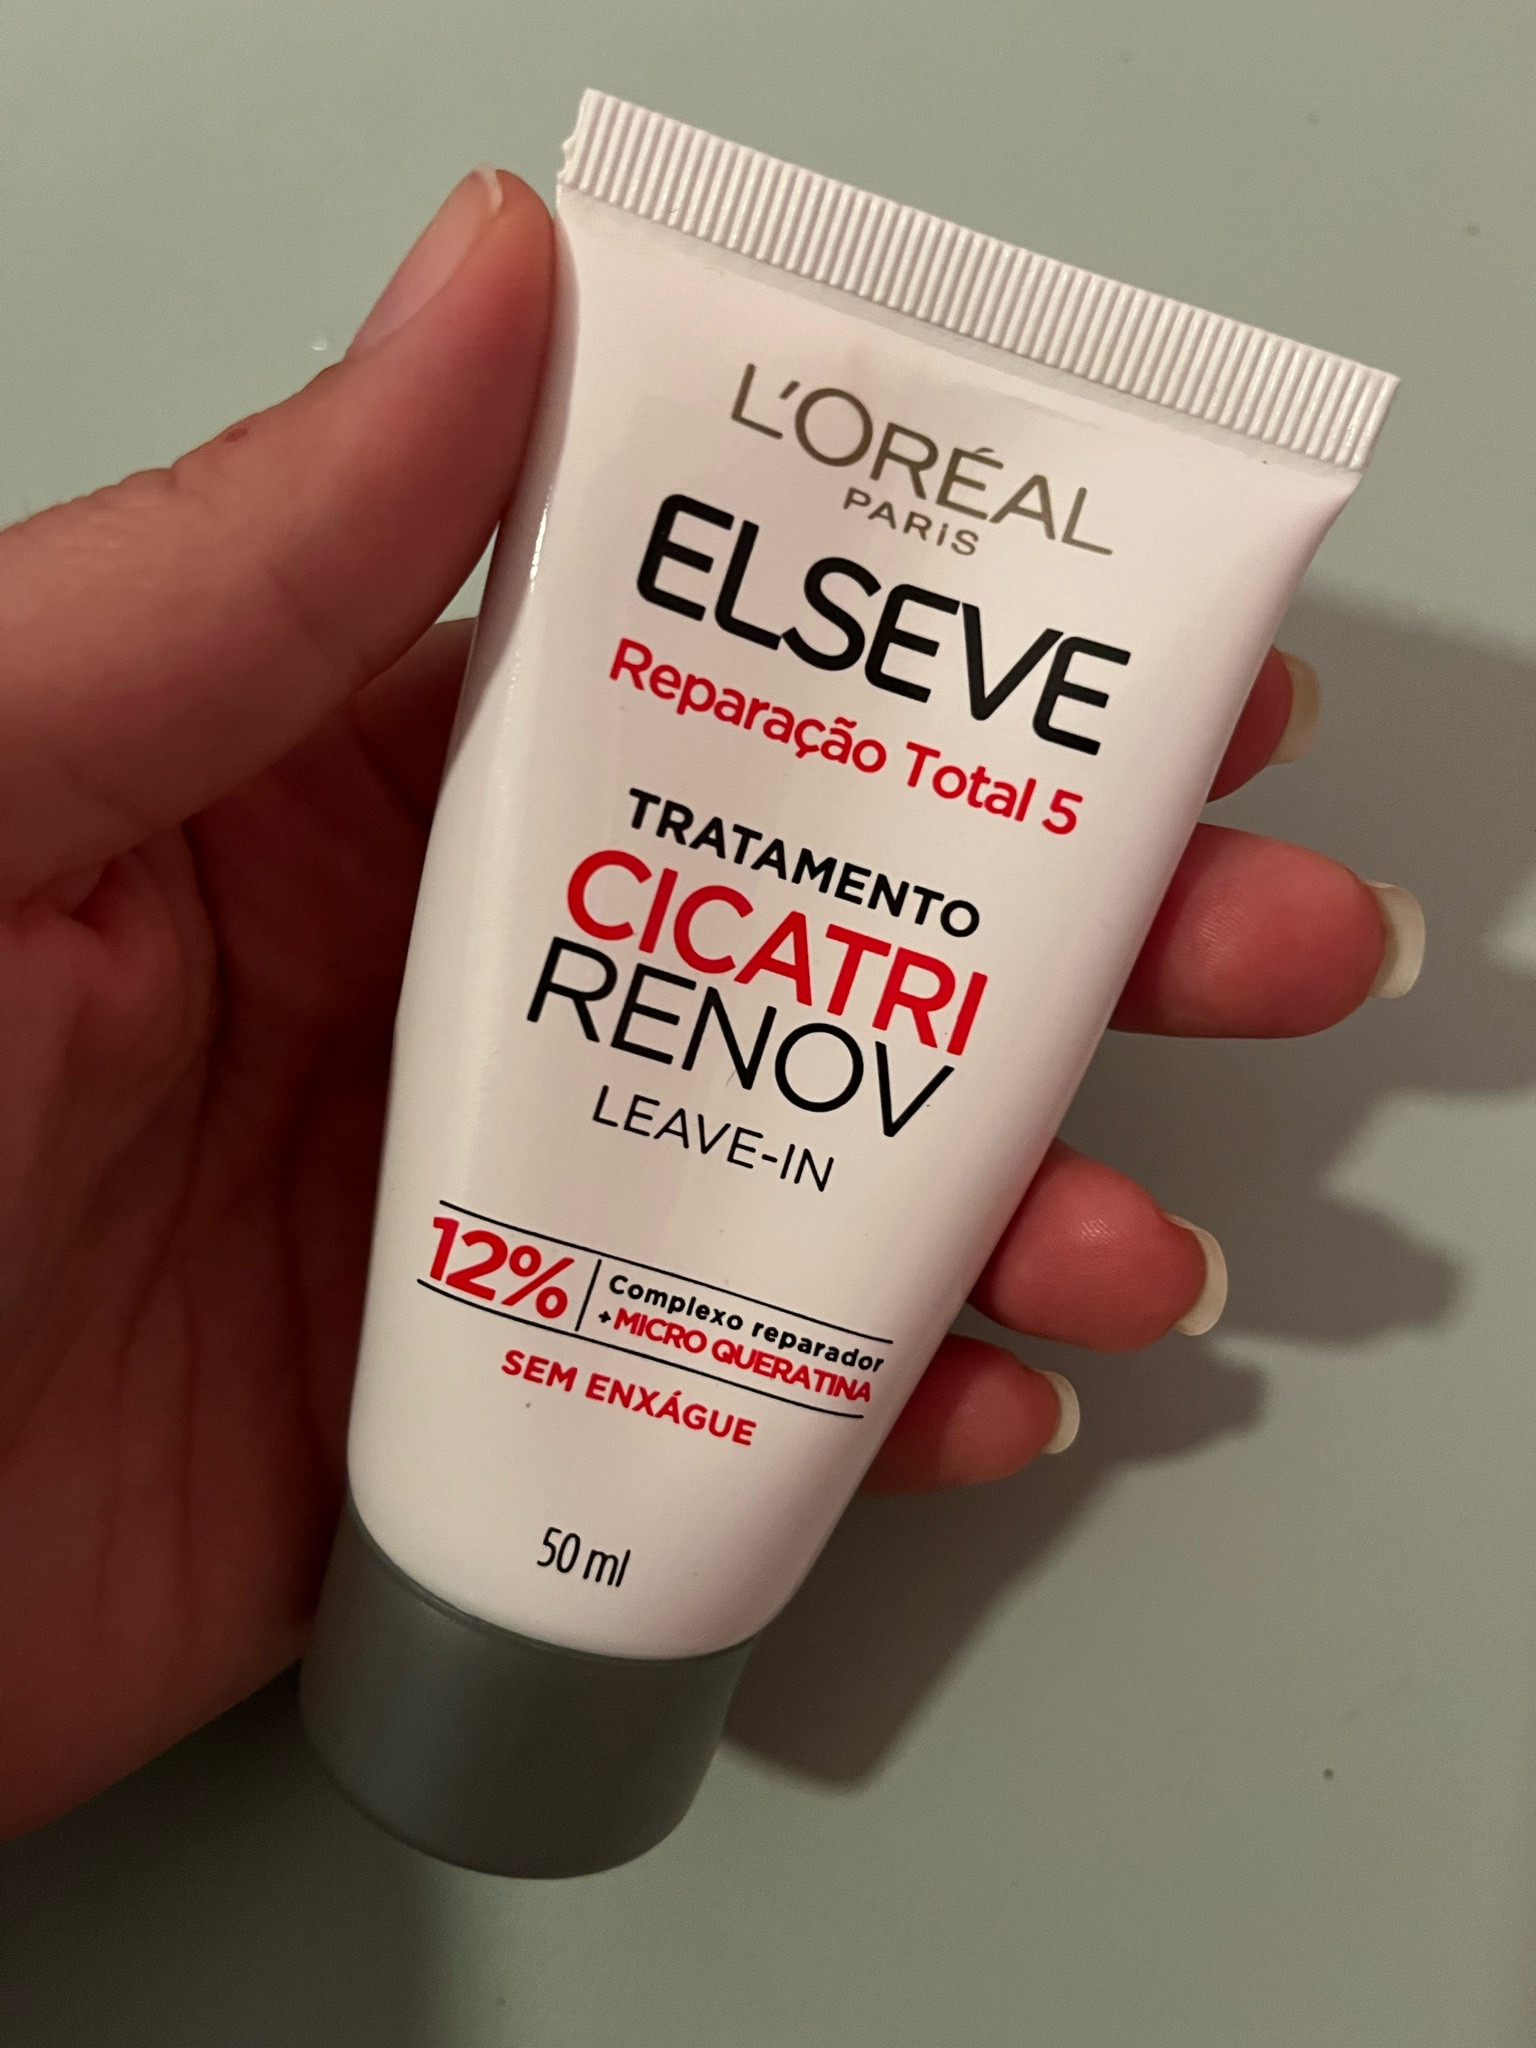 L'ORÉAL
PARIS
ELSEVE
Reparação Total 5
TRATAMENTO
CICATRI
RENOV
LEAVE-IN
12% Complexo reparador
+MICRO QUERATINA
SEM ENXÁGUE
50 ml